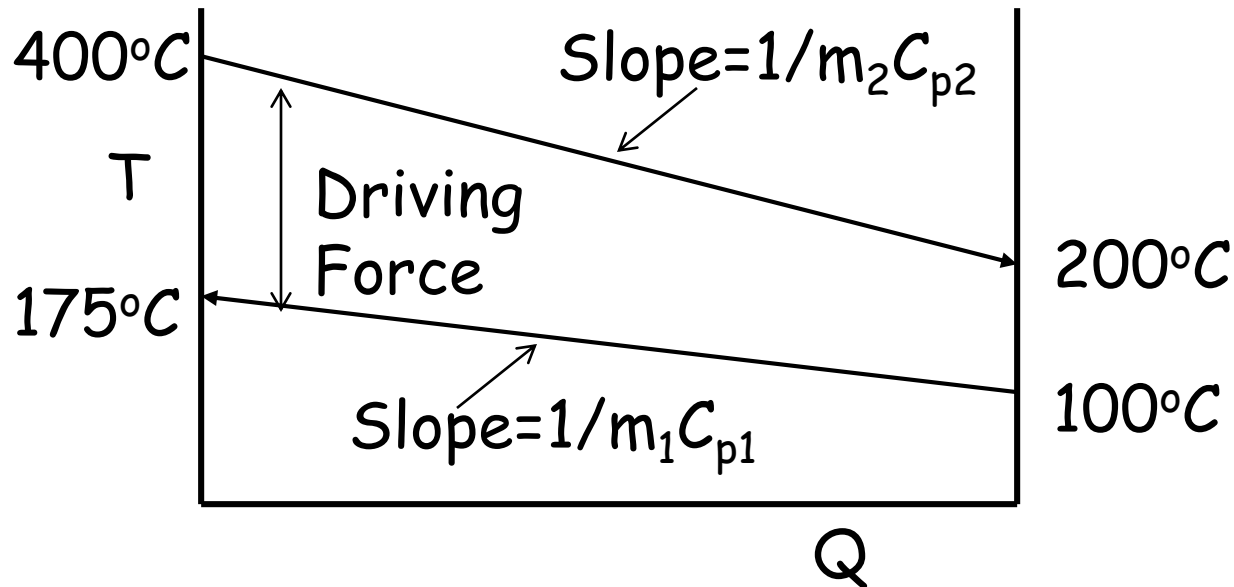 400°C
Slope=1/m₂Cₚ₂
T
Driving
Force
200°C
175°C
100°C
Slope=1/m₁Cₚ₁
Q